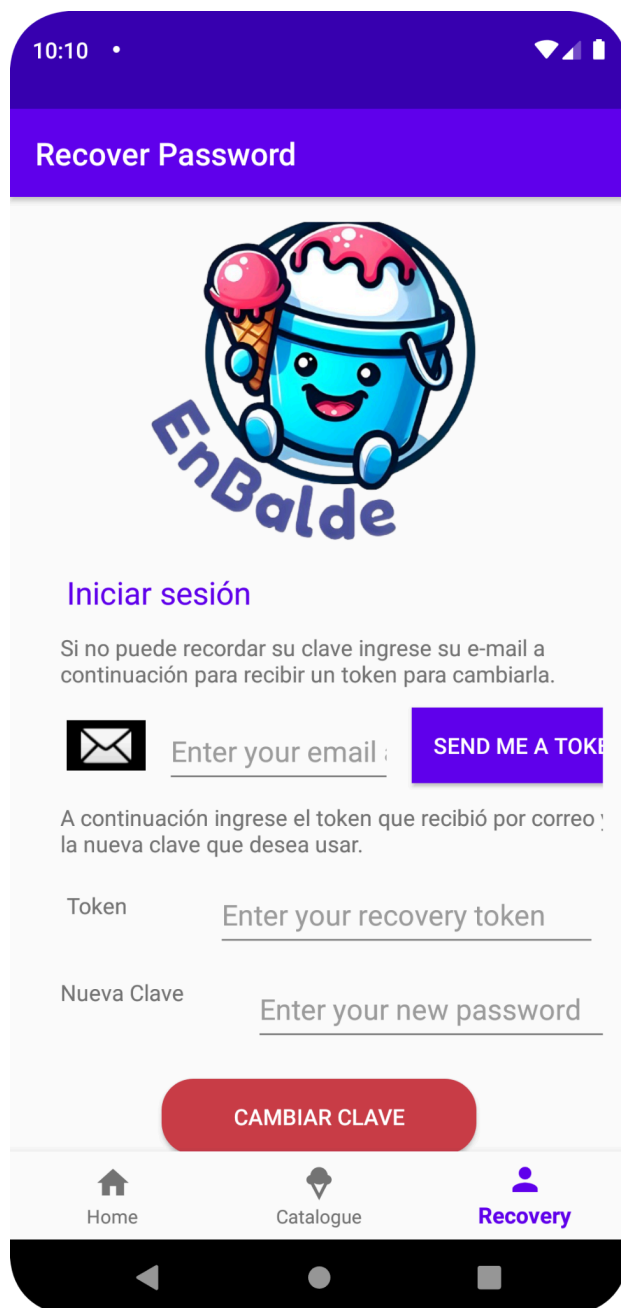 10:10
Recover Password
EnBalde
Iniciar sesión
Si no puede recordar su clave ingrese su e-mail a
continuación para recibir un token para cambiarla.
Enter your email
SEND ME A TOKE
A continuación ingrese el token que recibió por correo y
la nueva clave que desea usar.
Token
Enter your recovery token
Nueva Clave
Enter your new password
CAMBIAR CLAVE
Home
Catalogue
Recovery